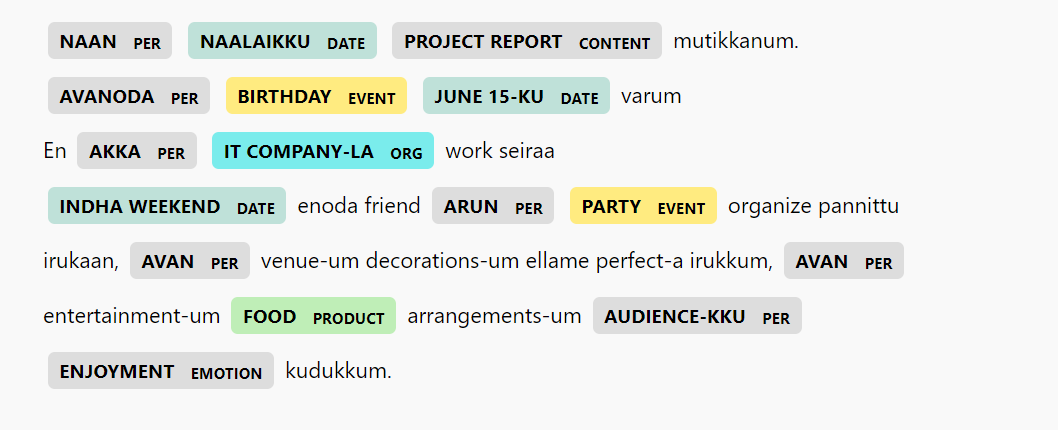 NAAN PER NAALAIKKU DATE PROJECT REPORT CONTENT mutikkanum.
AVANODA PER BIRTHDAY EVENT JUNE 15-KU DATE varum
En AKKA PER IT COMPANY-LA ORG work seiraa
INDHA WEEKEND DATE enoda friend ARUN PER PARTY EVENT organize pannittu
irukaan, AVAN PER venue-um decorations-um ellame perfect-a irukkum, AVAN PER
entertainment-um FOOD PRODUCT arrangements-um AUDIENCE-KKU PER
ENJOYMENT EMOTION kudukkum.